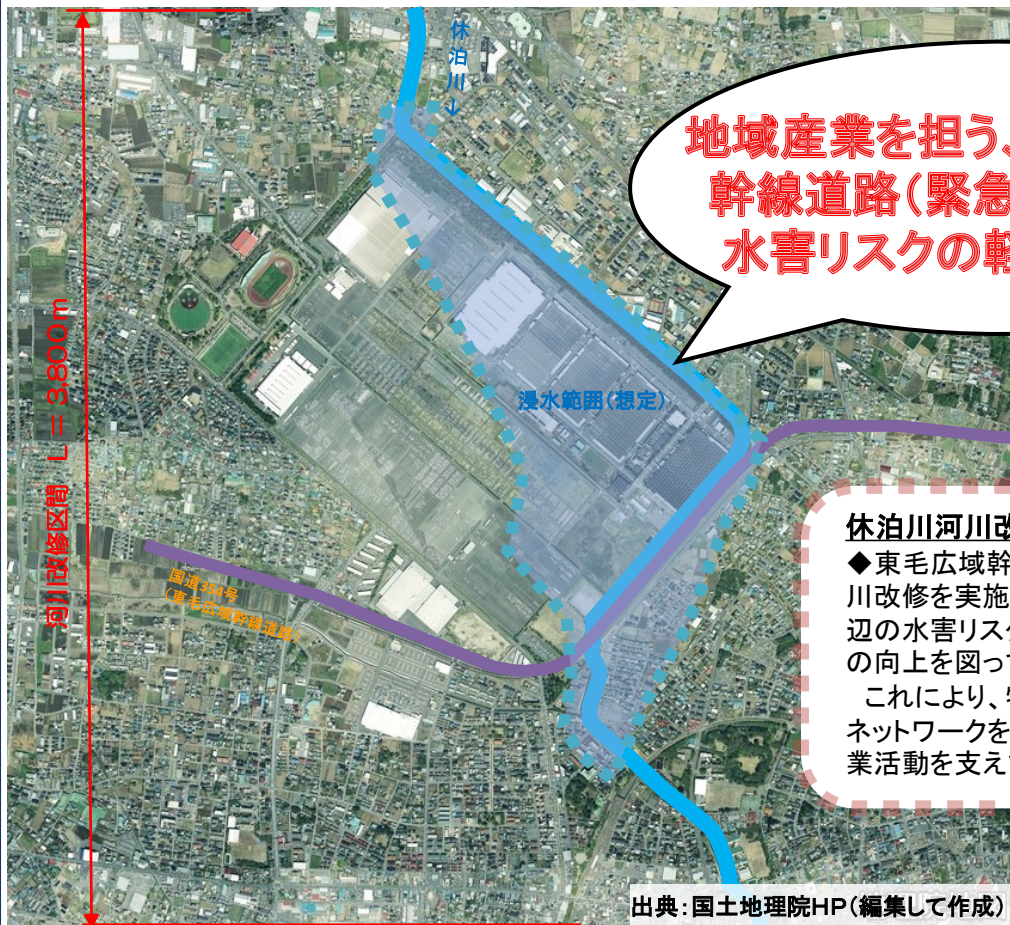 休泊川↓
地域産業を担う、
幹線道路（緊急
水害リスクの軽
浸水範囲（想定）
河川改修区間　Ｌ＝３，８００ｍ
国道354号
（東毛広域幹線道路）
休泊川河川改
◆東毛広域幹
川改修を実施
辺の水害リス
の向上を図っ
これにより、
ネットワークを
業活動を支え
出典：国土地理院ＨＰ（編集して作成）